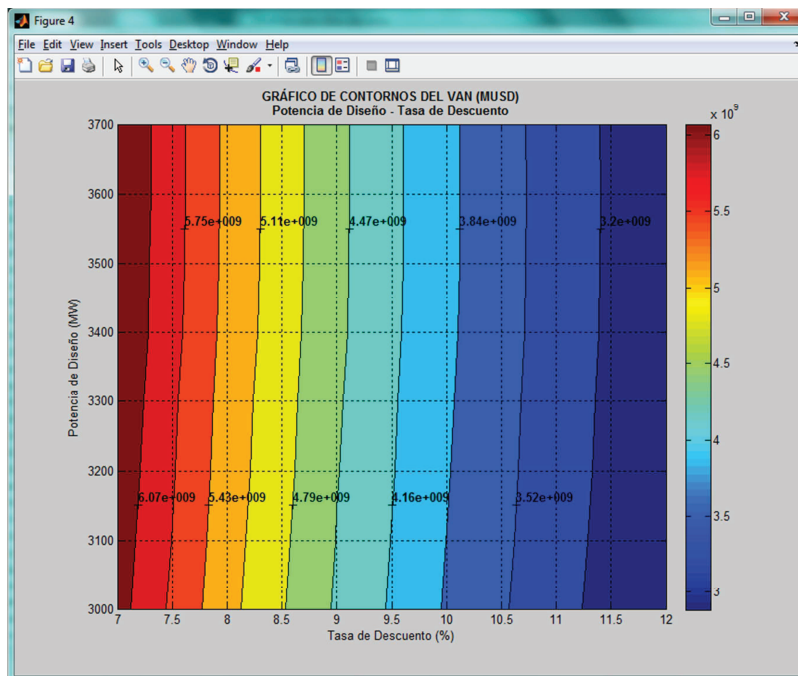 Figure 4
File Edit View Insert Tools Desktop Window Help
GRÁFICO DE CONTORNOS DEL VAN (MUSD)
Potencia de Diseño - Tasa de Descuento
x 10^9
3700
3600
3500
3400
3300
3200
3100
3000
Potencia de Diseño (MW)
5.75e+009 5.11e+009 4.47e+009 3.84e+009 3.2e+009
6.07e+009 5.43e+009 4.79e+009 4.16e+009 3.52e+009
7 7.5 8 8.5 9 9.5 10 10.5 11 11.5 12
Tasa de Descuento (%)
6
5.5
5
4.5
4
3.5
3